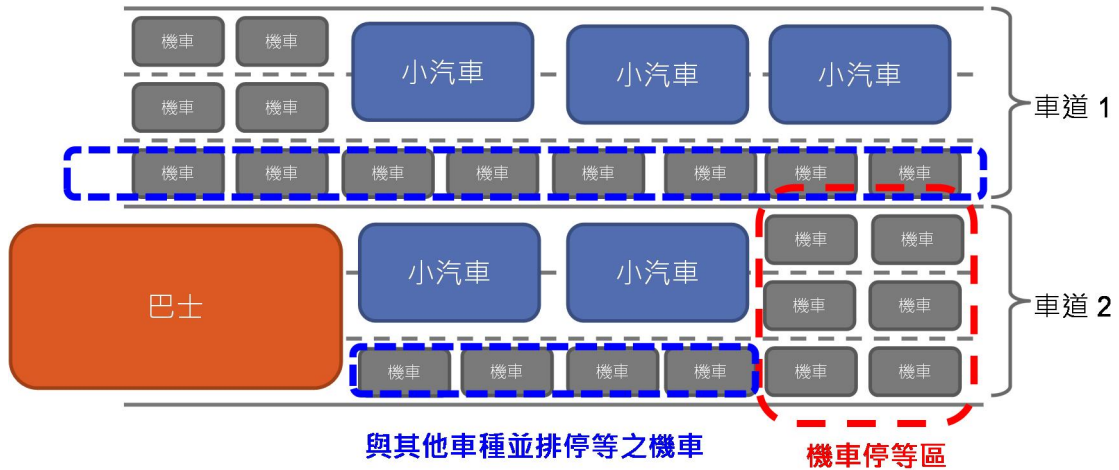 機車 機車 小汽車 小汽車 小汽車
機車 機車
車道 1
機車 機車 機車 機車 機車 機車 機車 機車
機車 機車
小汽車 小汽車
巴士 機車 機車
車道 2
機車 機車 機車 機車 機車 機車
與其他車種並排停等之機車
機車停等區